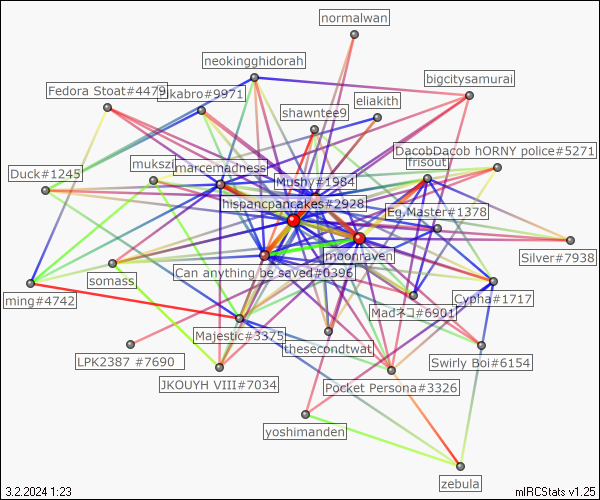 normalwan
neokingghidorah
bigcitysamurai
Fedora Stoat#4479
eliakith
shawntee9
DacobDacob hORNY police#5271
frisout
mukszi
marcemadness
Duck#1245
Mushy#1984
hispancpancakes#2928
Eg.Master#1378
moonraven
Silver#7938
Can anything be saved#0396
somass
ming#4742
Cypha#1717
Madネコ#6901
Majestic#3375
thesecondtwat
LPK2387 #7690
Swirly Boi#6154
JKOUYH VIII#7034
Pocket Persona#3326
yoshimanden
zebula
3.2.2024 1:23
mIRCStats v1.25